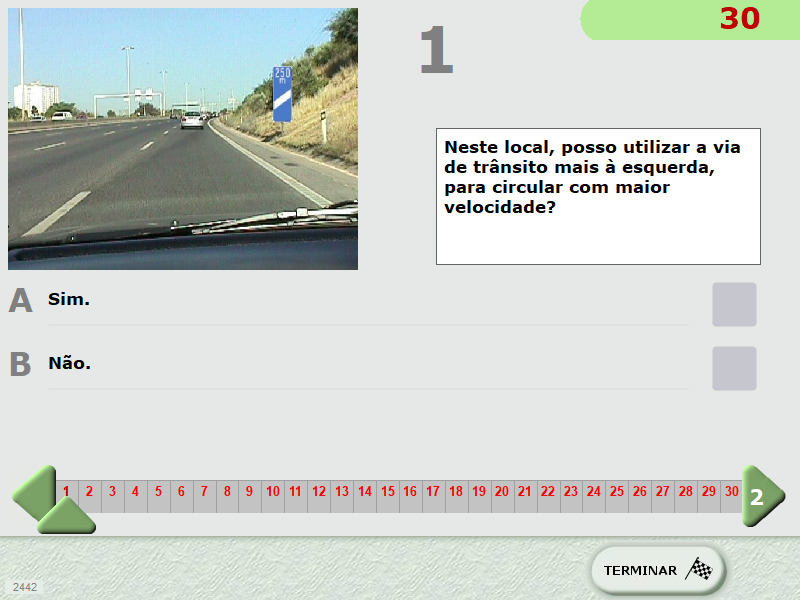 30
1
250
m
Neste local, posso utilizar a via
de trânsito mais à esquerda,
para circular com maior
velocidade?
A Sim.
B Não.
1 2 3 4 5 6 7 8 9 10 11 12 13 14 15 16 17 18 19 20 21 22 23 24 25 26 27 28 29 30
2
TERMINAR
2442